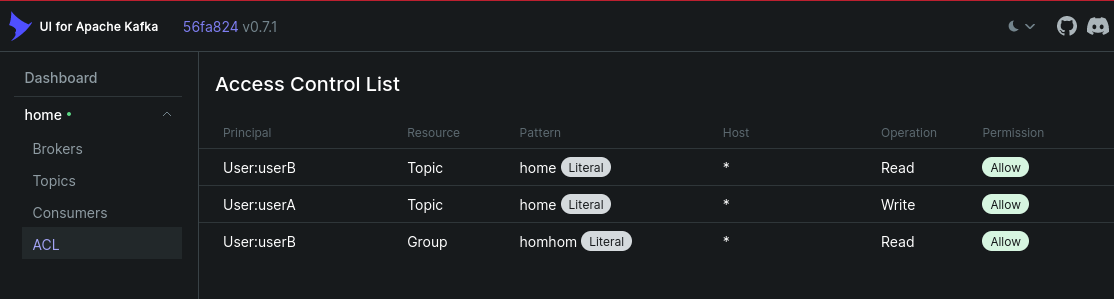 UI for Apache Kafka 56fa824 v0.7.1
Dashboard
home
Brokers
Topics
Consumers
ACL
Access Control List
Principal Resource Pattern Host Operation Permission
User:userB Topic home Literal * Read Allow
User:userA Topic home Literal * Write Allow
User:userB Group homhom Literal * Read Allow